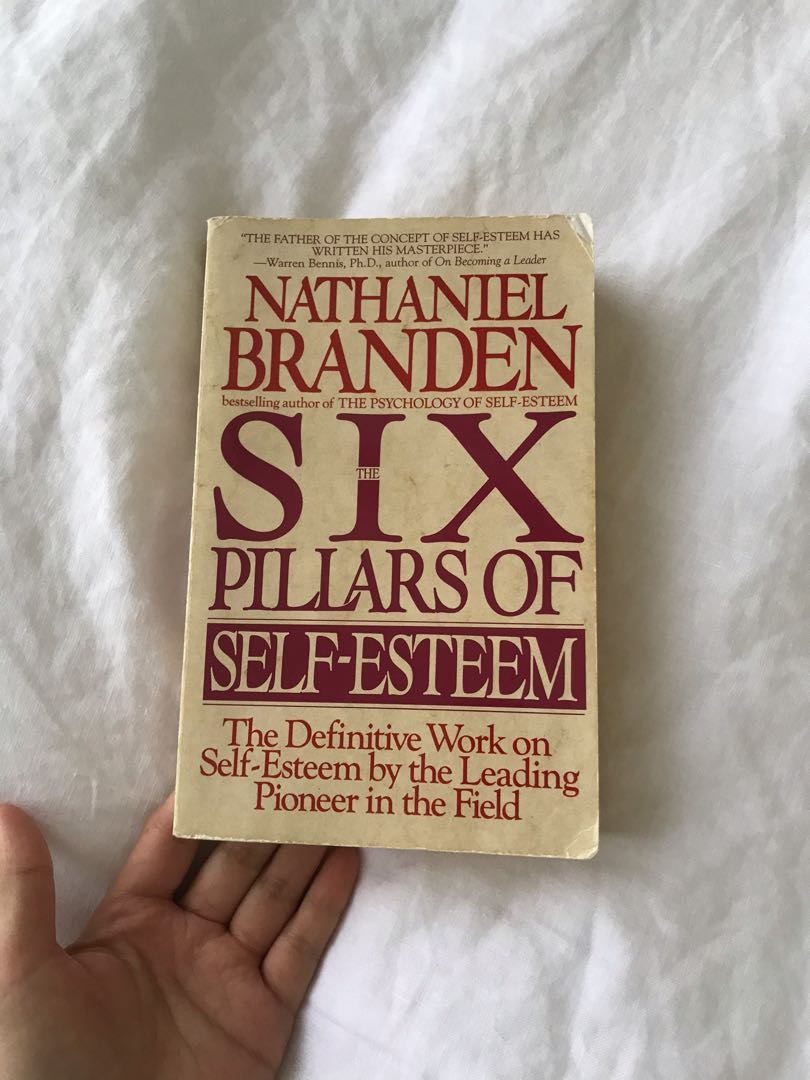 "THE FATHER OF THE CONCEPT OF SELF-ESTEEM HAS
WRITTEN HIS MASTERPIECE."
—Warren Bennis, Ph.D., author of On Becoming a Leader
NATHANIEL
BRANDEN
bestselling author of THE PSYCHOLOGY OF SELF-ESTEEM
THE
SIX
PILLARS OF
SELF-ESTEEM
The Definitive Work on
Self-Esteem by the Leading
Pioneer in the Field